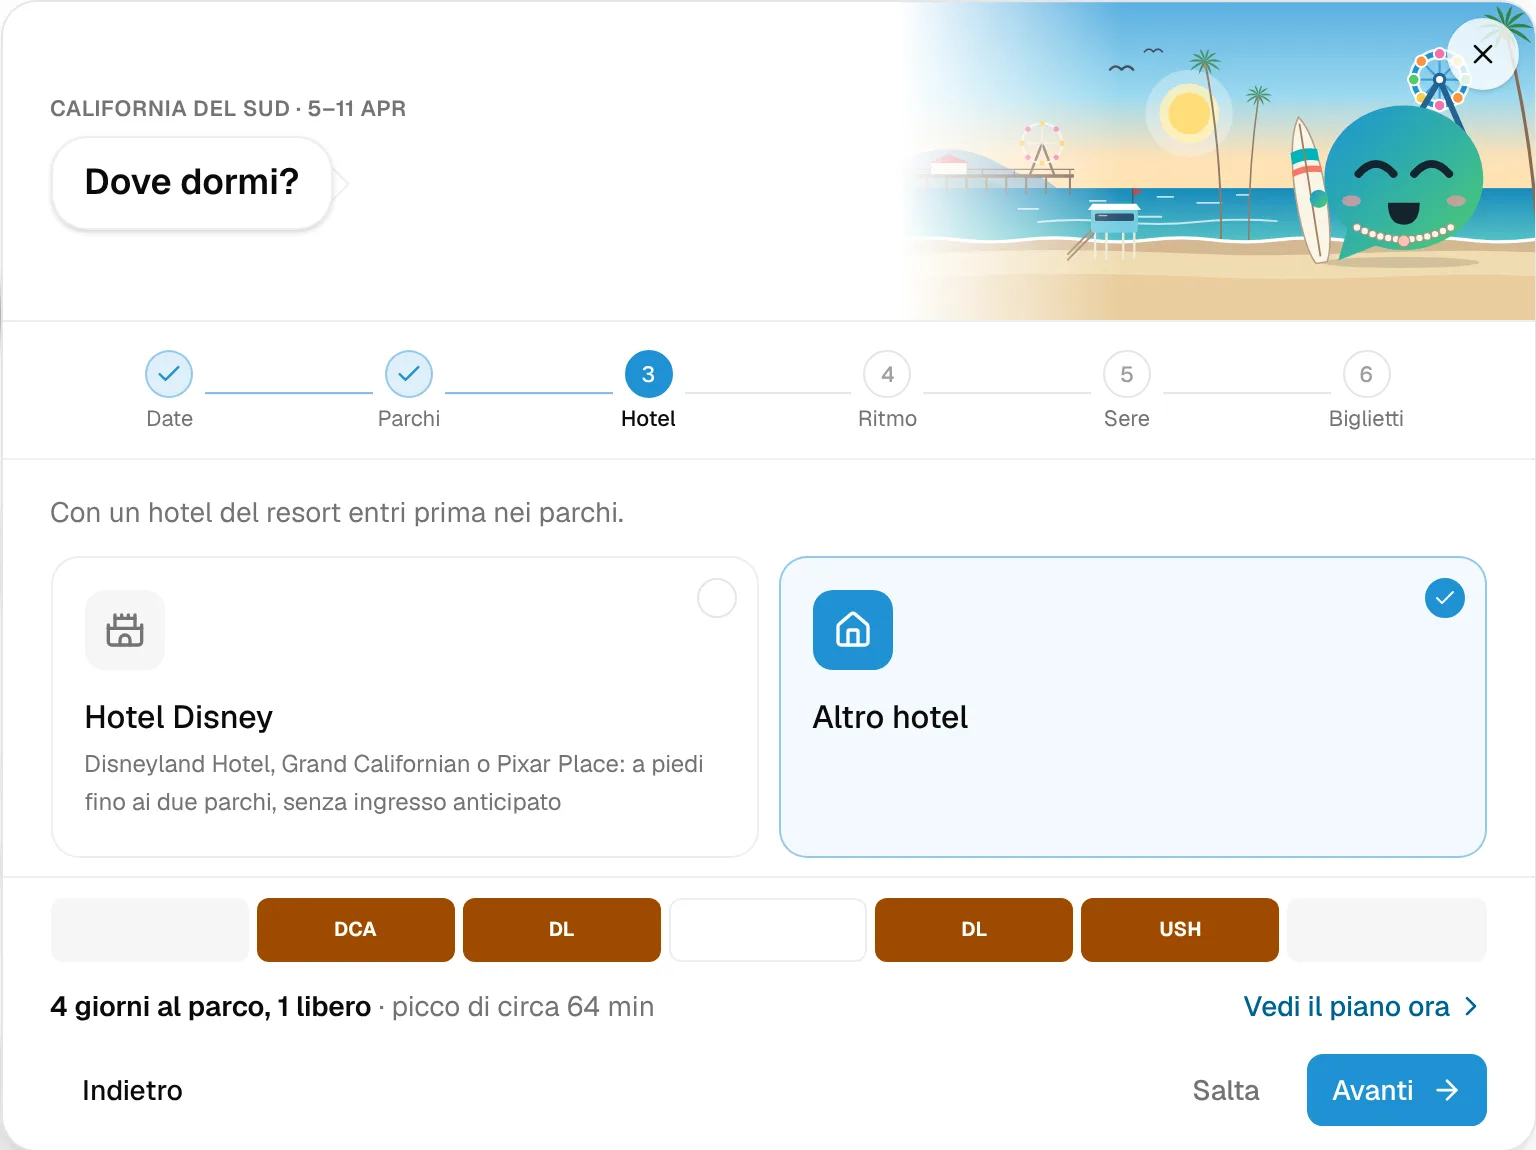 CALIFORNIA DEL SUD · 5–11 APR
Dove dormi?
Date
Parchi
3
Hotel
4
Ritmo
5
Sere
6
Biglietti
Con un hotel del resort entri prima nei parchi.
Hotel Disney
Disneyland Hotel, Grand Californian o Pixar Place: a piedi
fino ai due parchi, senza ingresso anticipato
Altro hotel
DCA
DL
DL
USH
4 giorni al parco, 1 libero · picco di circa 64 min
Vedi il piano ora
Indietro
Salta
Avanti